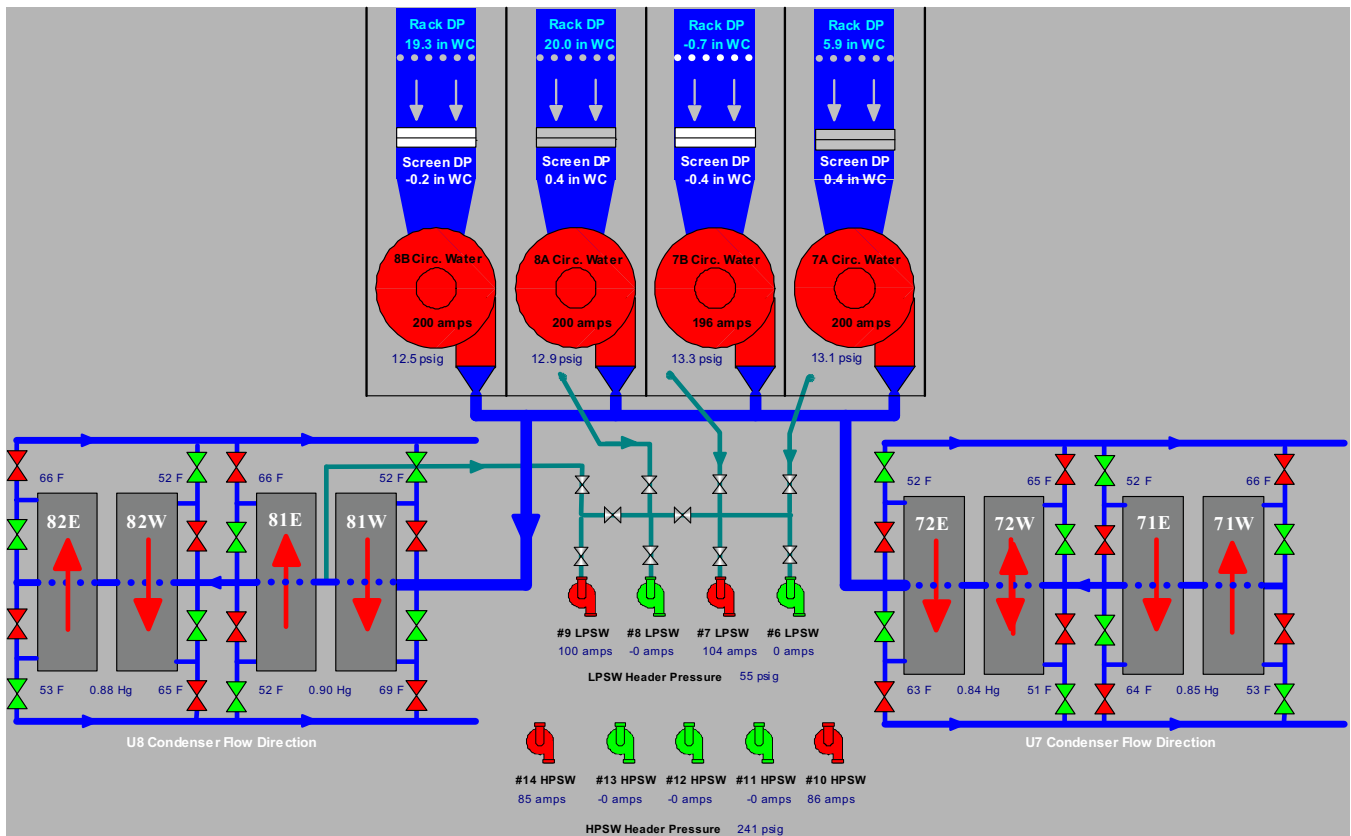 Rack DP
19.3 in WC
Rack DP
20.0 in WC
Rack DP
-0.7 in WC
Rack DP
5.9 in WC
Screen DP
-0.2 in WC
Screen DP
0.4 in WC
Screen DP
-0.4 in WC
Screen DP
0.4 in WC
8B Circ. Water
200 amps
12.5 psig
8A Circ. Water
200 amps
12.9 psig
7B Circ. Water
196 amps
13.3 psig
7A Circ. Water
200 amps
13.1 psig
66 F
52 F
66 F
52 F
82E
82W
81E
81W
53 F
0.88 Hg
65 F
52 F
0.90 Hg
69 F
U8 Condenser Flow Direction
#9 LPSW
100 amps
#8 LPSW
-0 amps
#7 LPSW
104 amps
#6 LPSW
0 amps
LPSW Header Pressure 55 psig
52 F
65 F
52 F
66 F
72E
72W
71E
71W
63 F
0.84 Hg
51 F
64 F
0.85 Hg
53 F
U7 Condenser Flow Direction
#14 HPSW
85 amps
#13 HPSW
-0 amps
#12 HPSW
-0 amps
#11 HPSW
-0 amps
#10 HPSW
86 amps
HPSW Header Pressure 241 psig